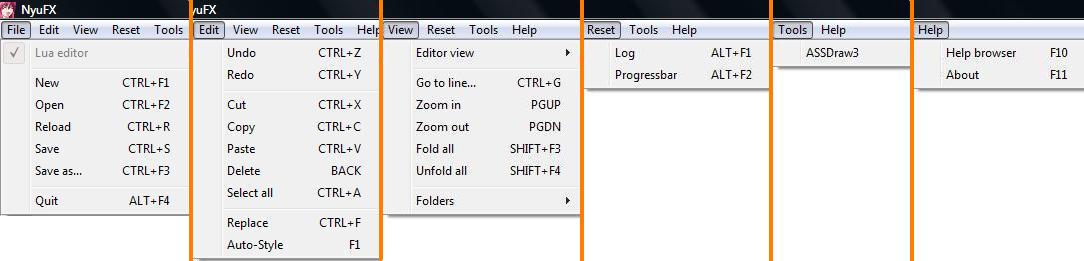 NyuFX
File Edit View Reset Tools
Lua editor
New CTRL+F1
Open CTRL+F2
Reload CTRL+R
Save CTRL+S
Save as... CTRL+F3
Quit ALT+F4
yuFX
Edit View Reset Tools Help
Undo CTRL+Z
Redo CTRL+Y
Cut CTRL+X
Copy CTRL+C
Paste CTRL+V
Delete BACK
Select all CTRL+A
Replace CTRL+F
Auto-Style F1
View Reset Tools Help
Editor view
Go to line... CTRL+G
Zoom in PGUP
Zoom out PGDN
Fold all SHIFT+F3
Unfold all SHIFT+F4
Folders
Reset Tools Help
Log ALT+F1
Progressbar ALT+F2
Tools Help
ASSDraw3
Help
Help browser F10
About F11